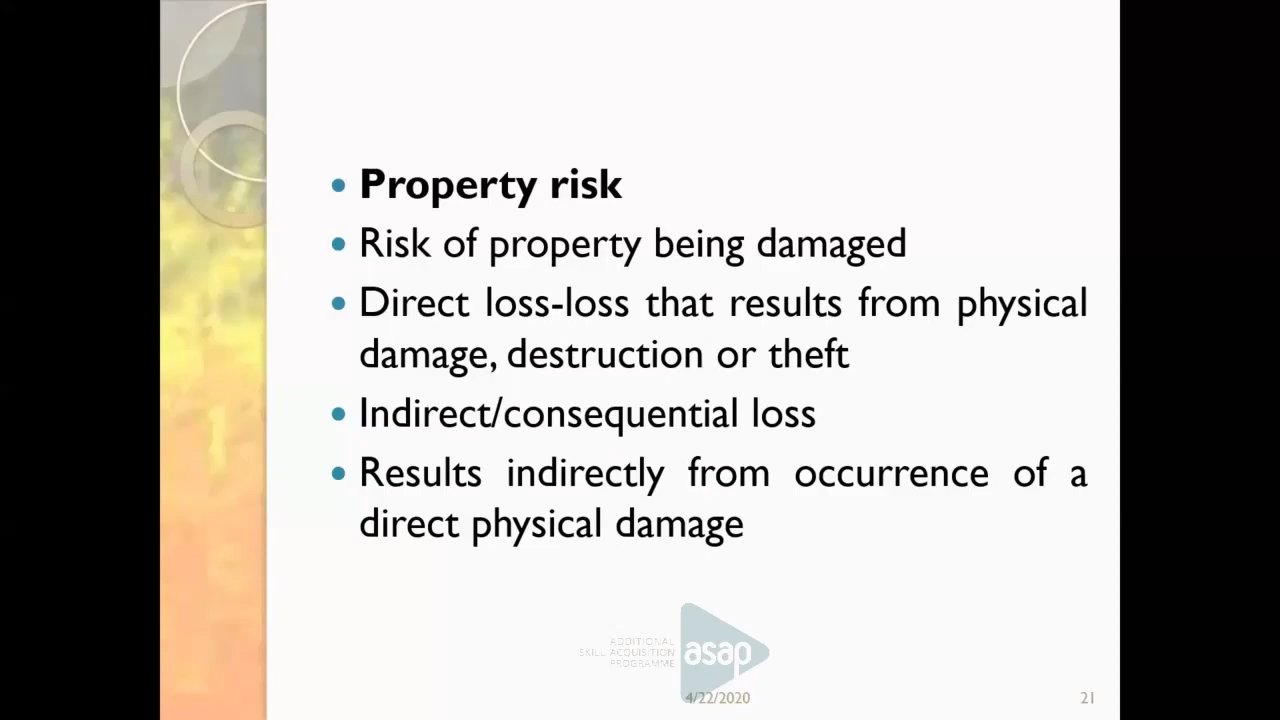 Property risk
Risk of property being damaged
Direct loss-loss that results from physical
damage, destruction or theft
Indirect/consequential loss
Results indirectly from occurrence of a
direct physical damage
ADDITIONAL
SKILL ACQUISITION
PROGRAMME
asap
4/22/2020
21